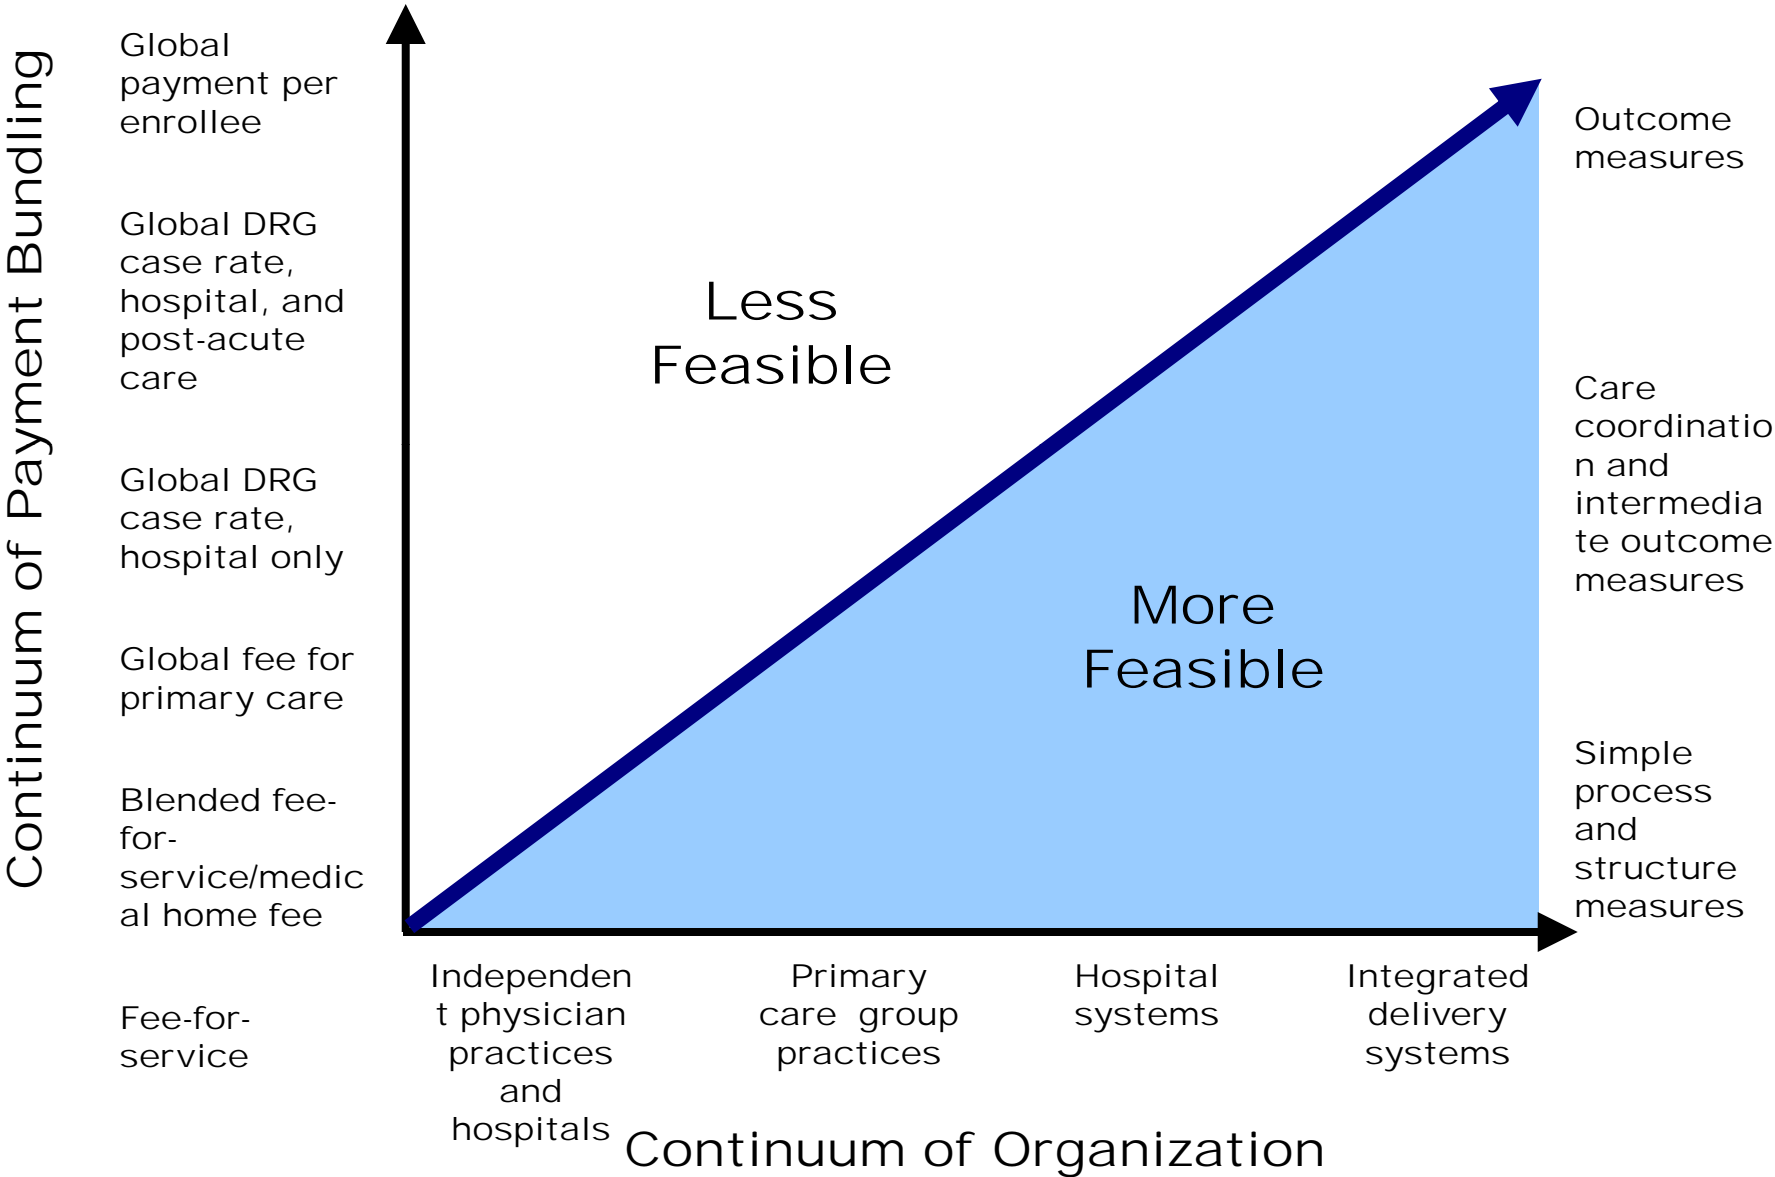 Continuum of Payment Bundling
Global
payment per
enrollee
Global DRG
case rate,
hospital, and
post-acute
care
Global DRG
case rate,
hospital only
Global fee for
primary care
Blended fee-
for-
service/medic
al home fee
Fee-for-
service
Less
Feasible
More
Feasible
Outcome
measures
Care
coordinatio
n and
intermedia
te outcome
measures
Simple
process
and
structure
measures
Independen
t physician
practices
and
hospitals
Primary
care group
practices
Hospital
systems
Integrated
delivery
systems
Continuum of Organization